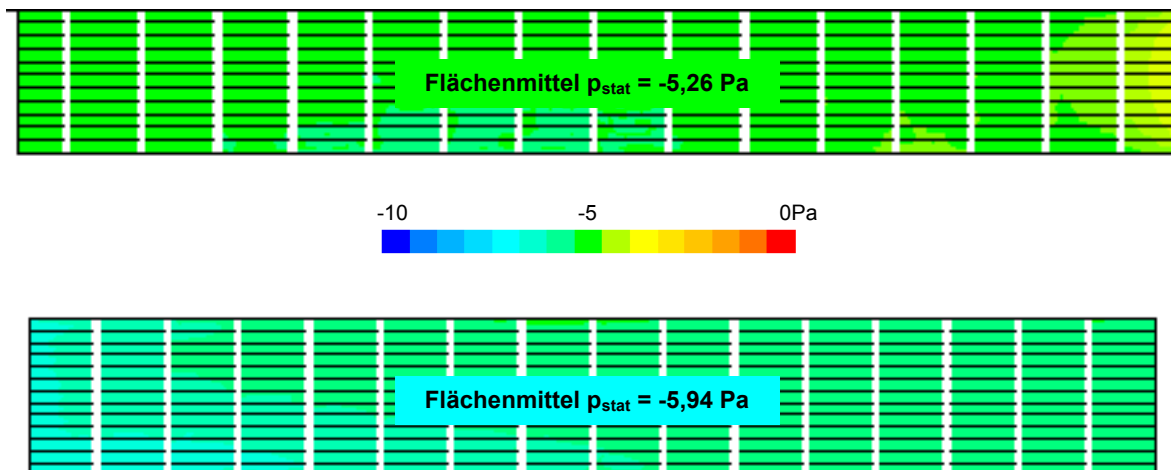 Flächenmittel pstat = -5,26 Pa
-10 -5 0Pa
Flächenmittel pstat = -5,94 Pa